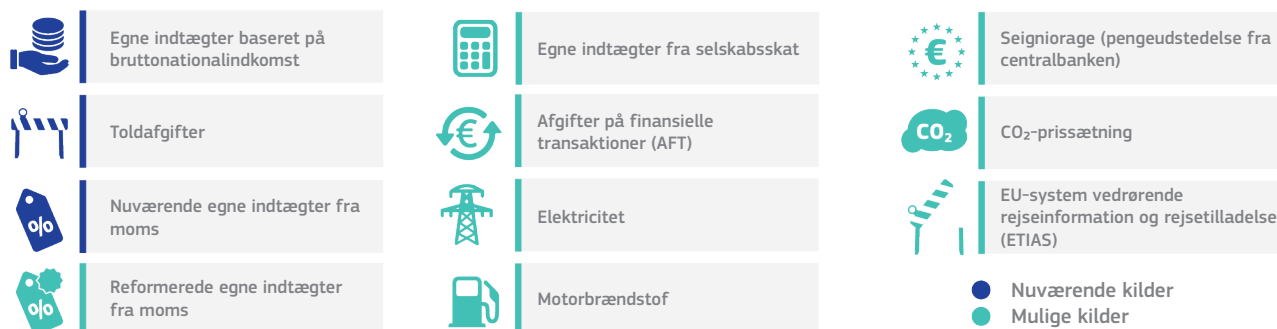 Egne indtægter baseret på
bruttonationalindkomst
Toldafgifter
%
Nuværende egne indtægter fra
moms
%
Reformerede egne indtægter
fra moms
Egne indtægter fra selskabsskat
€
Afgifter på finansielle
transaktioner (AFT)
Elektricitet
Motorbrændstof
€
Seigniorage (pengeudstedelse fra
centralbanken)
CO₂
CO₂-prissætning
EU-system vedrørende
rejseinformation og rejsetilladelse
(ETIAS)
Nuværende kilder
Mulige kilder